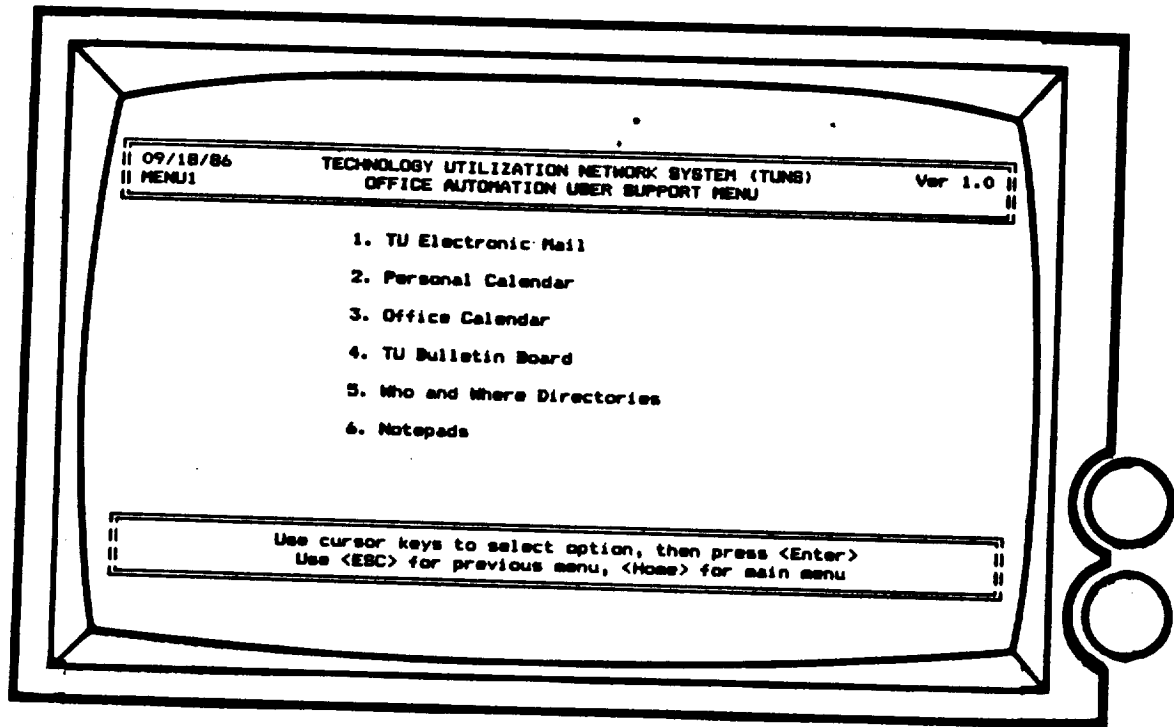 09/18/86 TECHNOLOGY UTILIZATION NETWORK SYSTEM (TUNS) Ver 1.0
MENU1 OFFICE AUTOMATION USER SUPPORT MENU
1. TU Electronic Mail
2. Personal Calendar
3. Office Calendar
4. TU Bulletin Board
5. Who and Where Directories
6. Notepads
Use cursor keys to select option, then press <Enter>
Use <ESC> for previous menu, <Home> for main menu